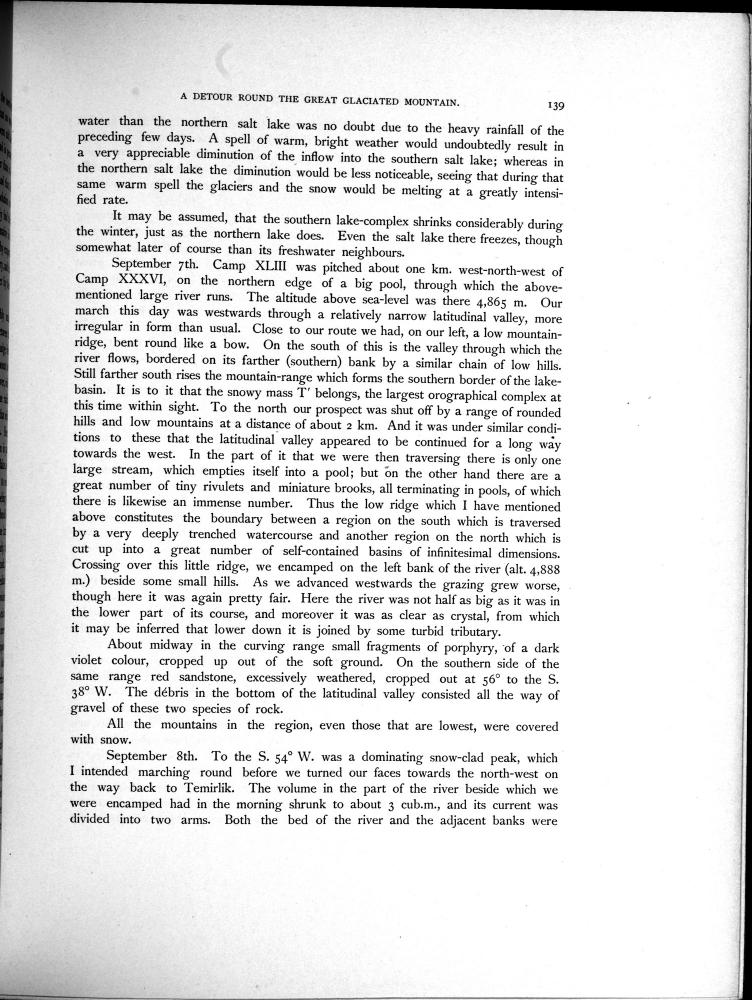 A DETOUR ROUND THE GREAT GLACIATED MOUNTAIN. 139
water than the northern salt lake was no doubt due to the heavy rainfall of the
preceding few days. A spell of warm, bright weather would undoubtedly result in
a very appreciable diminution of the inflow into the southern salt lake; whereas in
the northern salt lake the diminution would be less noticeable, seeing that during that
same warm spell the glaciers and the snow would be melting at a greatly intensi-
fied rate.
It may be assumed, that the southern lake-complex shrinks considerably during
the winter, just as the northern lake does. Even the salt lake there freezes, though
somewhat later of course than its freshwater neighbours.
September 7th. Camp XLIII was pitched about one km. west-north-west of
Camp XXXVI, on the northern edge of a big pool, through which the above-
mentioned large river runs. The altitude above sea-level was there 4,865 m. Our
march this day was westwards through a relatively narrow latitudinal valley, more
irregular in form than usual. Close to our route we had, on our left, a low mountain-
ridge, bent round like a bow. On the south of this is the valley through which the
river flows, bordered on its farther (southern) bank by a similar chain of low hills.
Still farther south rises the mountain-range which forms the southern border of the lake-
basin. It is to it that the snowy mass T' belongs, the largest orographical complex at
this time within sight. To the north our prospect was shut off by a range of rounded
hills and low mountains at a distance of about 2 km. And it was under similar condi-
tions to these that the latitudinal valley appeared to be continued for a long way
towards the west. In the part of it that we were then traversing there is only one
large stream, which empties itself into a pool; but on the other hand there are a
great number of tiny rivulets and miniature brooks, all terminating in pools, of which
there is likewise an immense number. Thus the low ridge which I have mentioned
above constitutes the boundary between a region on the south which is traversed
by a very deeply trenched watercourse and another region on the north which is
cut up into a great number of self-contained basins of infinitesimal dimensions.
Crossing over this little ridge, we encamped on the left bank of the river (alt. 4,888
m.) beside some small hills. As we advanced westwards the grazing grew worse,
though here it was again pretty fair. Here the river was not half as big as it was in
the lower part of its course, and moreover it was as clear as crystal, from which
it may be inferred that lower down it is joined by some turbid tributary.
About midway in the curving range small fragments of porphyry, of a dark
violet colour, cropped up out of the soft ground. On the southern side of the
same range red sandstone, excessively weathered, cropped out at 56° to the S.
38° W. The débris in the bottom of the latitudinal valley consisted all the way of
gravel of these two species of rock.
All the mountains in the region, even those that are lowest, were covered
with snow.
September 8th. To the S. 54° W. was a dominating snow-clad peak, which
I intended marching round before we turned our faces towards the north-west on
the way back to Temirlik. The volume in the part of the river beside which we
were encamped had in the morning shrunk to about 3 cub.m., and its current was
divided into two arms. Both the bed of the river and the adjacent banks were